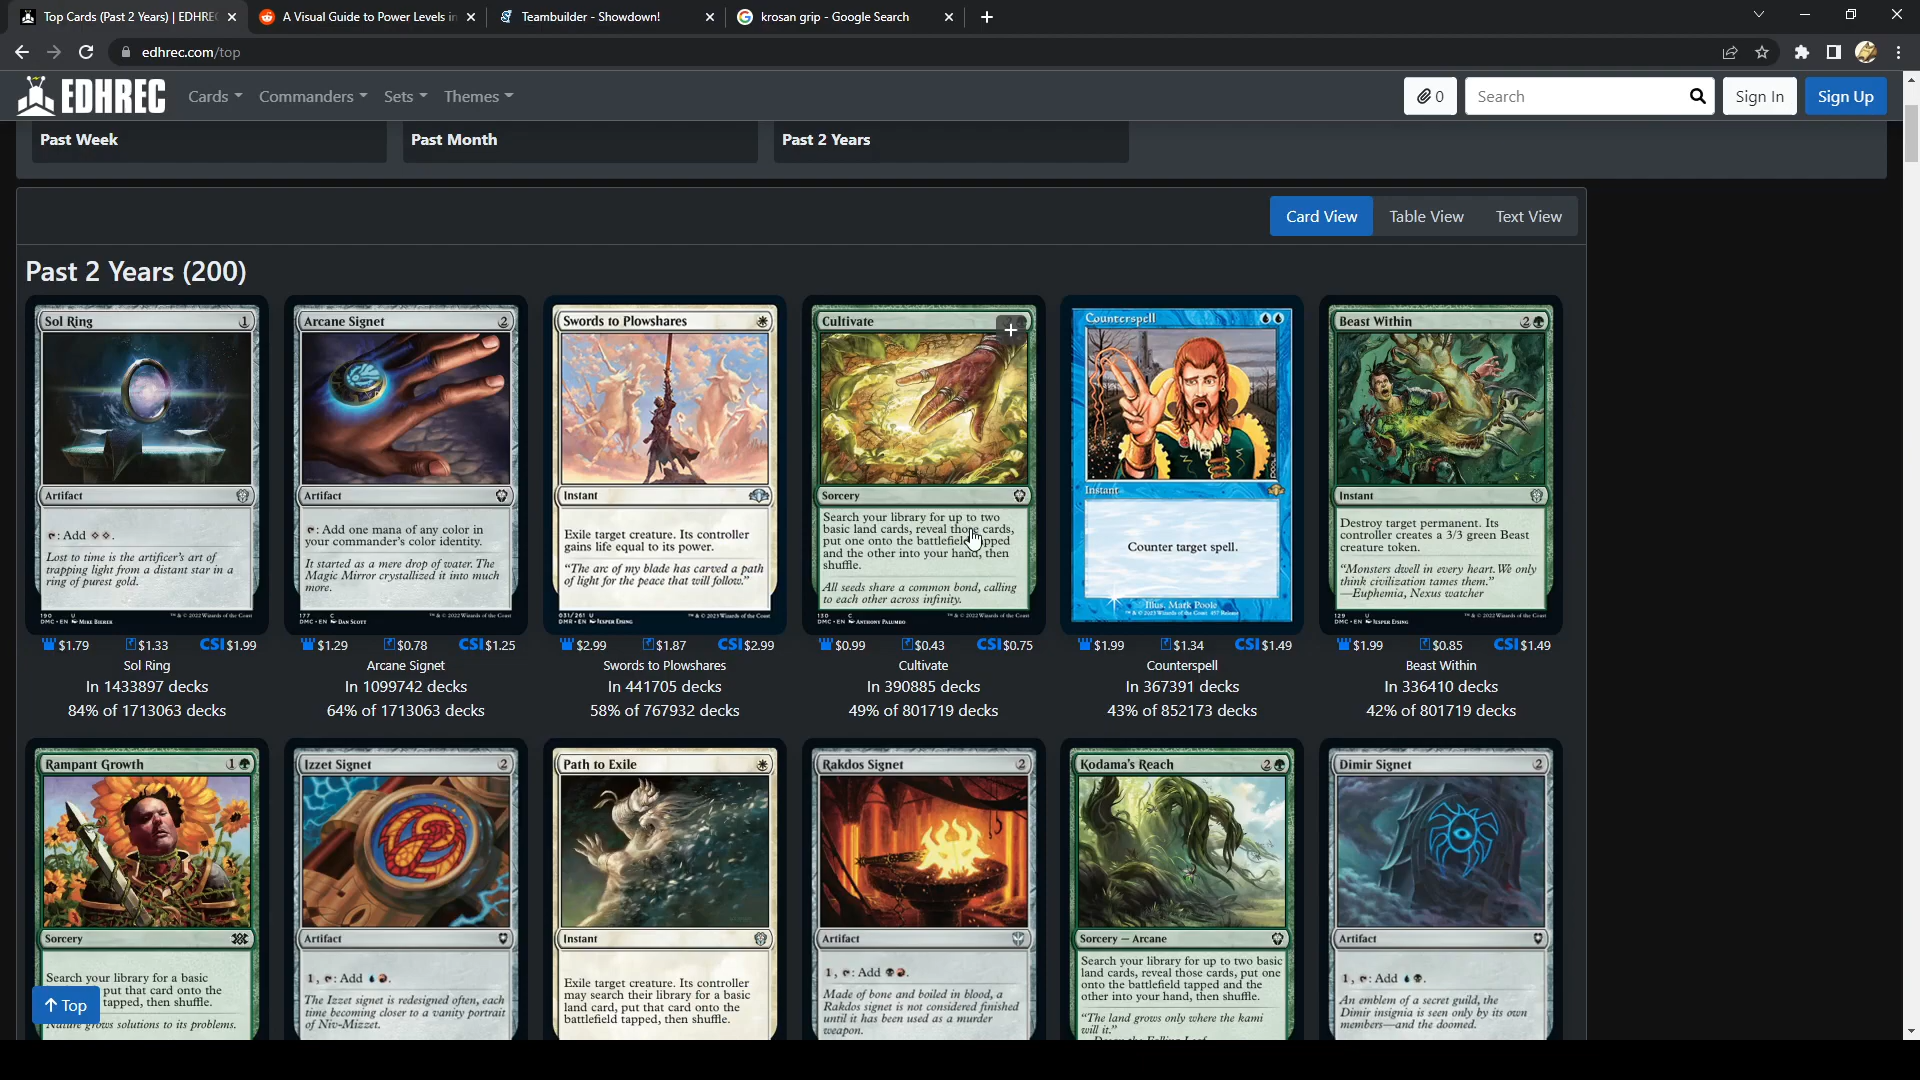 Top Cards (Past 2 Years) | EDHREC
A Visual Guide to Power Levels in
Teambuilder - Showdown!
krosan grip - Google Search
edhrec.com/top
EDHREC
Cards
Commanders
Sets
Themes
0
Search
Sign In
Sign Up
Past Week
Past Month
Past 2 Years
Card View
Table View
Text View
Past 2 Years (200)
Sol Ring 1
Artifact
: Add
Lost to time is the artificer's art of
trapping light from a distant star in a
ring of purest gold.
$1.79 $1.33 CSI $1.99
Sol Ring
In 1433897 decks
84% of 1713063 decks
Arcane Signet 2
Artifact
: Add one mana of any color in
your commander's color identity.
It started as a mere drop of water. The
Magic Mirror crystallized it into much
more.
$1.29 $0.78 CSI $1.25
Arcane Signet
In 1099742 decks
64% of 1713063 decks
Swords to Plowshares
Instant
Exile target creature. Its controller
gains life equal to its power.
"The arc of my blade has carved a path
of light for the peace that will follow."
$2.99 $1.87 CSI $2.99
Swords to Plowshares
In 441705 decks
58% of 767932 decks
Cultivate
Sorcery
Search your library for up to two
basic land cards, reveal those cards,
put one onto the battlefield tapped
and the other into your hand, then
shuffle.
All seeds share a common bond, calling
to each other across infinity.
$0.99 $0.43 CSI $0.75
Cultivate
In 390885 decks
49% of 801719 decks
Counterspell
Instant
Counter target spell.
Illus. Mark Poole
$1.99 $1.34 CSI $1.49
Counterspell
In 367391 decks
43% of 852173 decks
Beast Within 2
Instant
Destroy target permanent. Its
controller creates a 3/3 green Beast
creature token.
"Monsters dwell in every heart. We only
think civilization tames them."
—Euphemia, Nexus watcher
$1.99 $0.85 CSI $1.49
Beast Within
In 336410 decks
42% of 801719 decks
Rampant Growth 1
Sorcery
Search your library for a basic
put that card onto the
tapped, then shuffle.
Nature grows solutions to its problems.
Top
Izzet Signet 2
Artifact
1, : Add
The Izzet signet is redesigned often, each
time becoming closer to a vanity portrait
of Niv-Mizzet.
Path to Exile
Instant
Exile target creature. Its controller
may search their library for a basic
land card, put that card onto the
battlefield tapped, then shuffle.
Rakdos Signet 2
Artifact
1, : Add
Made of bone and boiled in blood, a
Rakdos signet is not considered finished
until it has been used as a murder
weapon.
Kodama's Reach 2
Sorcery — Arcane
Search your library for up to two basic
land cards, reveal those cards, put one
onto the battlefield tapped and the
other into your hand, then shuffle.
"The land grows only where the kami
will it."
Dimir Signet 2
Artifact
1, : Add
An emblem of a secret guild, the
Dimir insignia is seen only by its own
members—and the doomed.